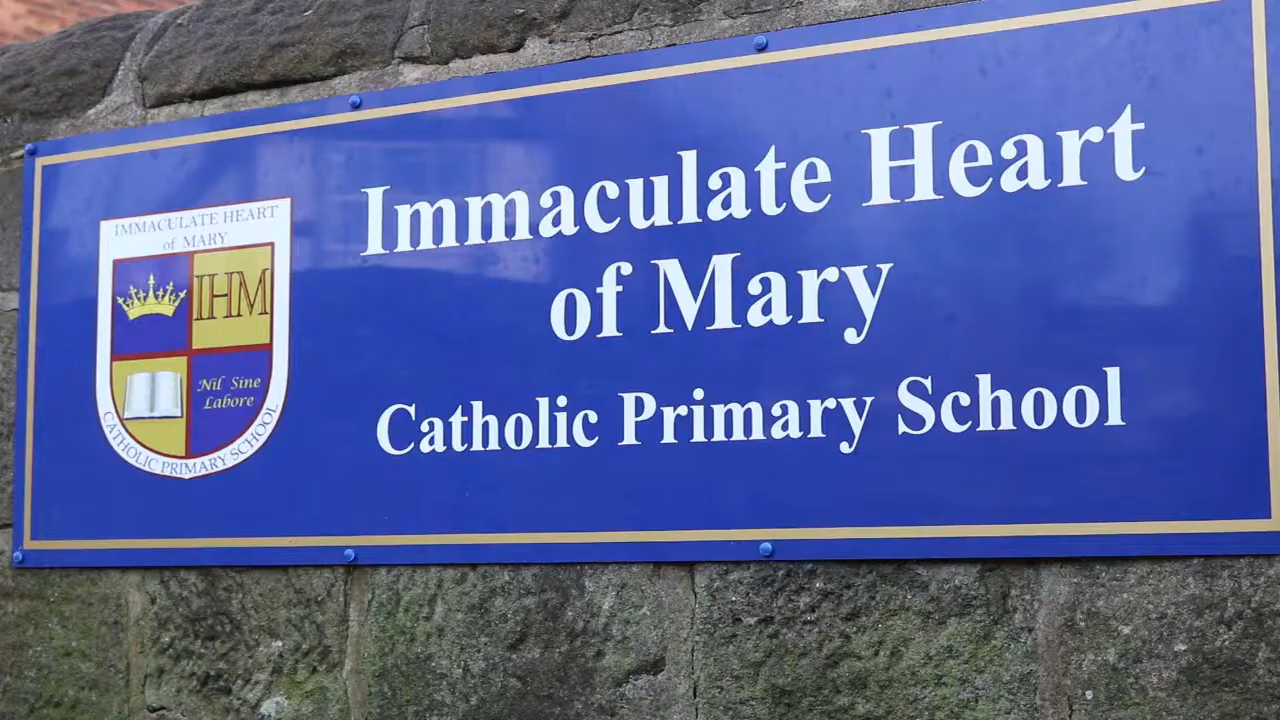 IMMACULATE HEART
of MARY
IHM
Nil Sine
Labore
CATHOLIC PRIMARY SCHOOL
Immaculate Heart
of Mary
Catholic Primary School